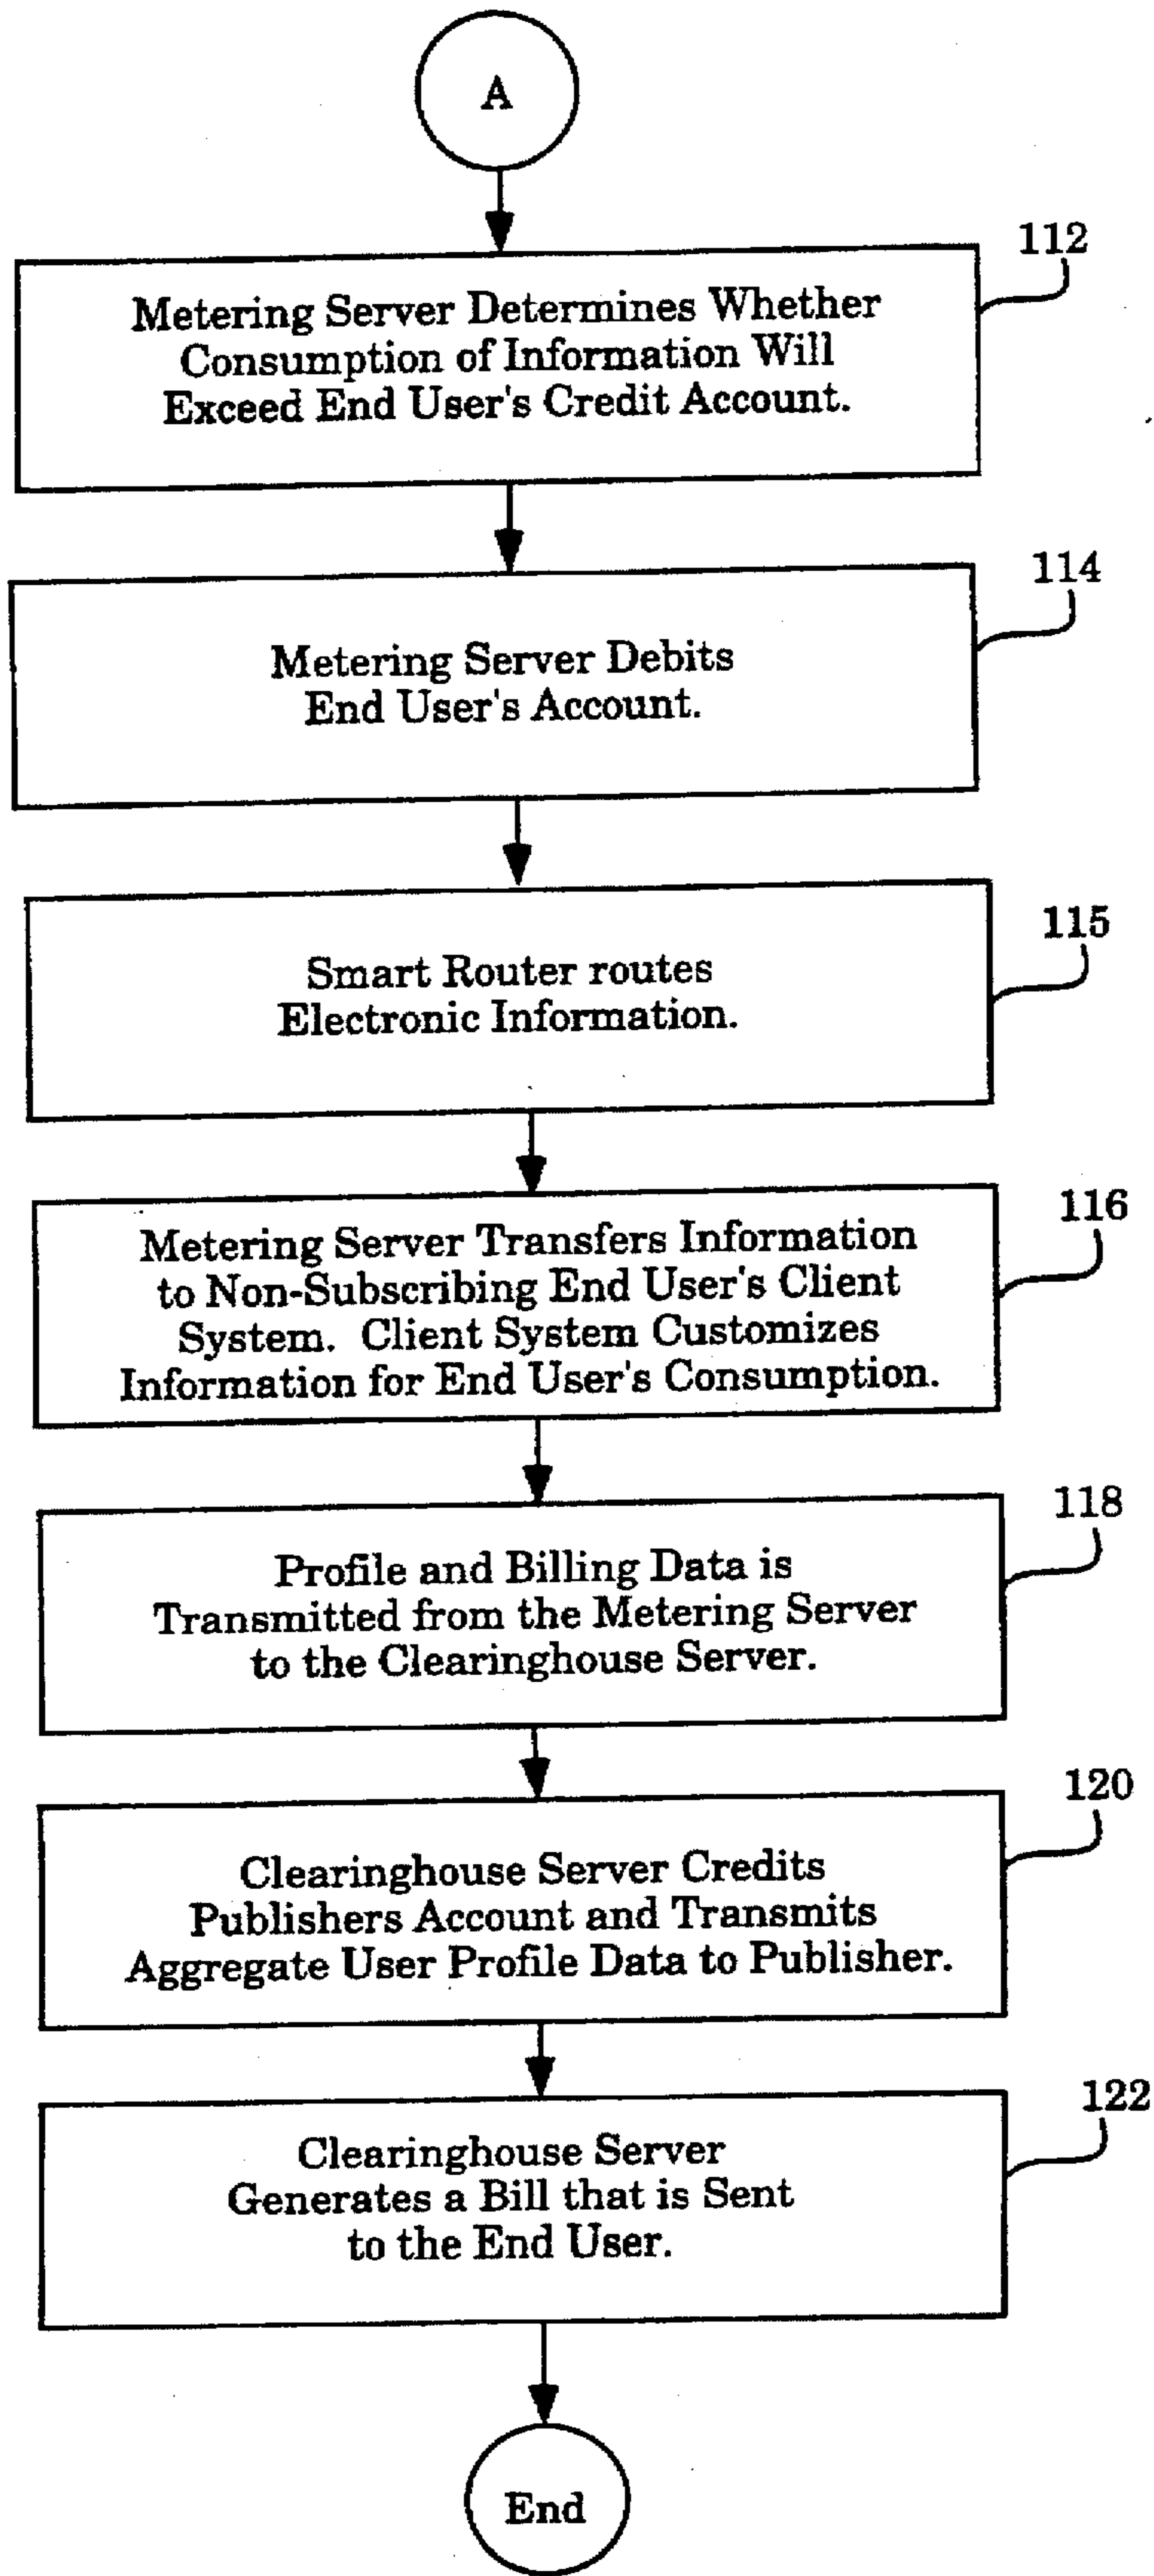 A
112
Metering Server Determines Whether
Consumption of Information Will
Exceed End User's Credit Account.
114
Metering Server Debits
End User's Account.
115
Smart Router routes
Electronic Information.
116
Metering Server Transfers Information
to Non-Subscribing End User's Client
System. Client System Customizes
Information for End User's Consumption.
118
Profile and Billing Data is
Transmitted from the Metering Server
to the Clearinghouse Server.
120
Clearinghouse Server Credits
Publishers Account and Transmits
Aggregate User Profile Data to Publisher.
122
Clearinghouse Server
Generates a Bill that is Sent
to the End User.
End